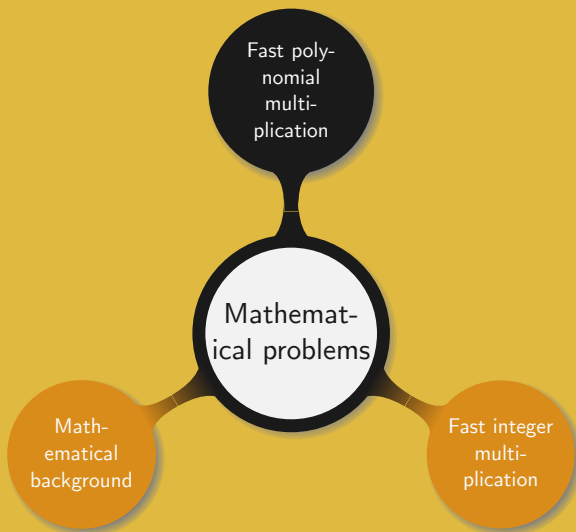 Fast poly-
nomial
multi-
plication
Mathemat-
ical problems
Math-
ematical
background
Fast integer
multi-
plication